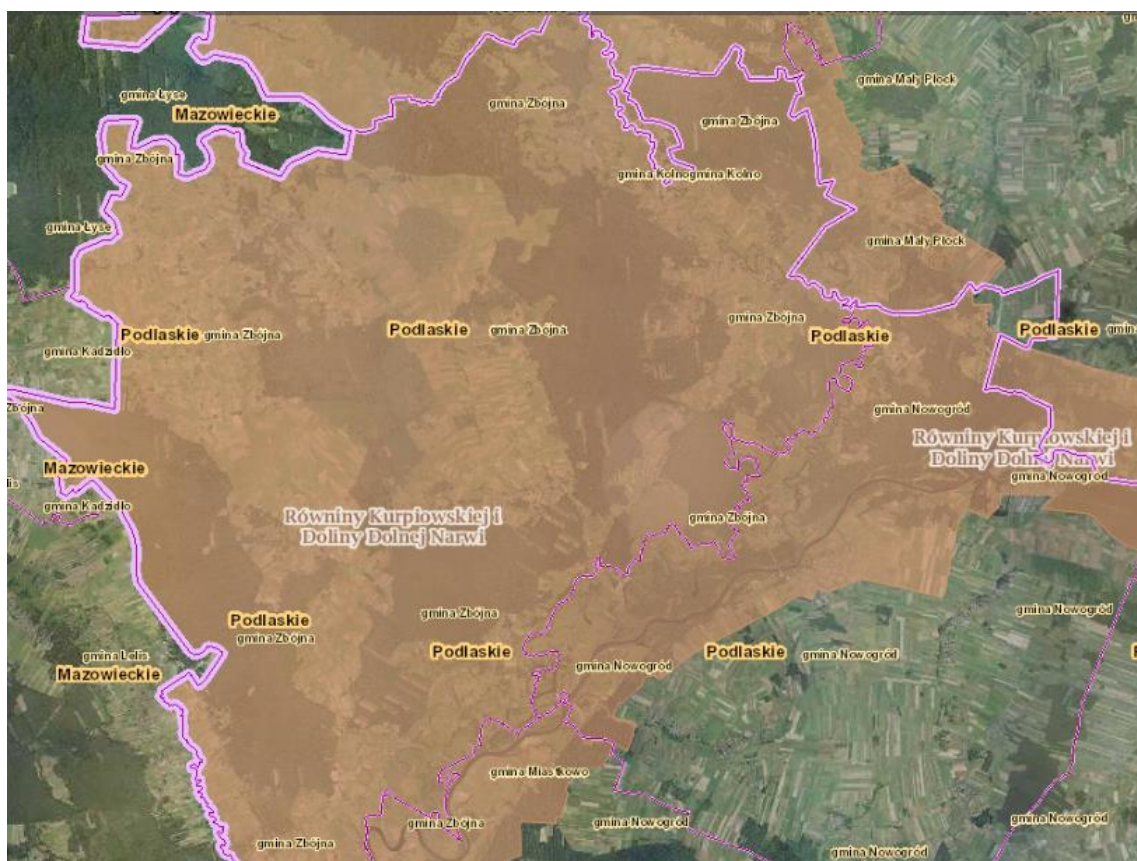 gmina Łyse
Mazowieckie
gmina Zbójna
gmina Mały Płock
gmina Zbójna
gmina Zbójna
gmina Kolno
gmina Kolno
gmina Łyse
gmina Mały Płock
Podlaskie
gmina Zbójna
Podlaskie
gmina Zbójna
gmina Zbójna
Podlaskie
Podlaskie
gmina Kadzidło
Zbójna
gmina Nowogród
Równiny Kurpiowskiej i
Doliny Dolnej Narwi
Mazowieckie
gmina Nowogród
gmina Kadzidło
Równiny Kurpiowskiej i
Doliny Dolnej Narwi
gmina Zbójna
Podlaskie
gmina Zbójna
gmina Zbójna
gmina Nowogród
gmina Lelis
Mazowieckie
Podlaskie
gmina Nowogród
Podlaskie
gmina Nowogród
gmina Miastkowo
gmina Zbójna
gmina Nowogród
gmina Nowogród
gmina Zbójna
gmina Nowogród